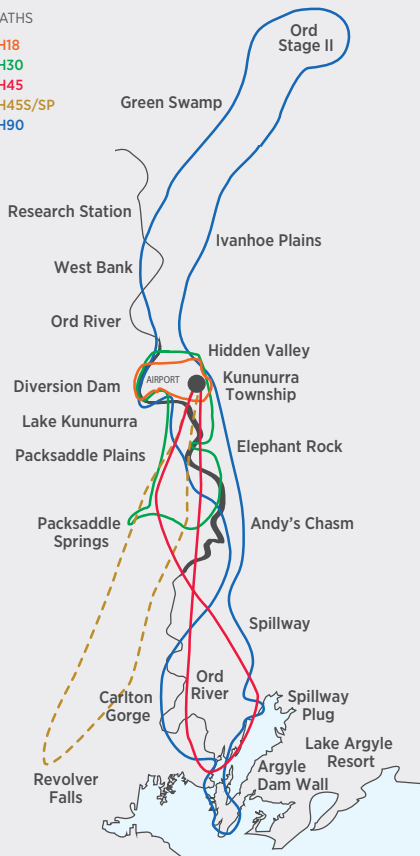 ATHS
H18
H30
H45
H45S/SP
H90
Ord
Stage II
Green Swamp
Research Station
Ivanhoe Plains
West Bank
Ord River
Hidden Valley
AIRPORT
Kununurra
Township
Diversion Dam
Lake Kununurra
Elephant Rock
Packsaddle Plains
Packsaddle
Springs
Andy's Chasm
Spillway
Ord
River
Carlton
Gorge
Spillway
Plug
Lake Argyle
Resort
Argyle
Dam Wall
Revolver
Falls